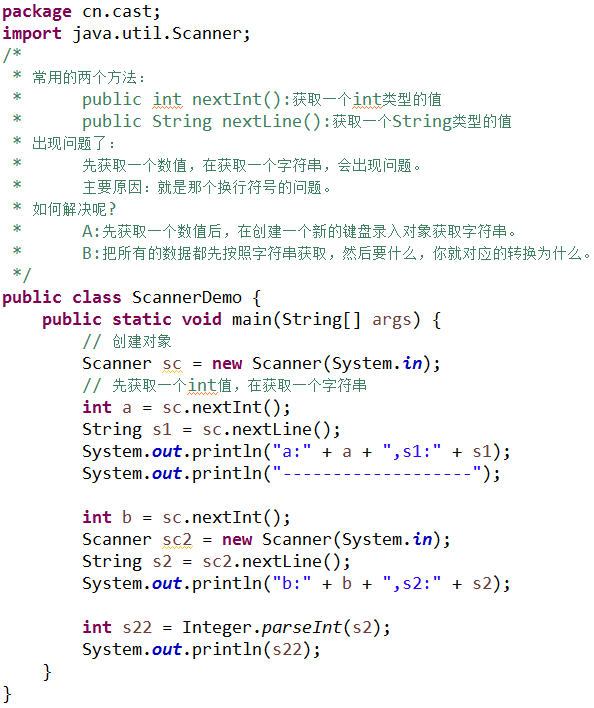 package cn.cast;
import java.util.Scanner;
/*
 * 常用的两个方法：
 *      public int nextInt():获取一个int类型的值
 *      public String nextLine():获取一个String类型的值
 * 出现问题了：
 *      先获取一个数值，在获取一个字符串，会出现问题。
 *      主要原因：就是那个换行符号的问题。
 * 如何解决呢？
 *      A:先获取一个数值后，在创建一个新的键盘录入对象获取字符串。
 *      B:把所有的数据都先按照字符串获取，然后要什么，你就对应的转换为什么。
 */
public class ScannerDemo {
    public static void main(String[] args) {
        // 创建对象
        Scanner sc = new Scanner(System.in);
        // 先获取一个int值，在获取一个字符串
        int a = sc.nextInt();
        String s1 = sc.nextLine();
        System.out.println("a:" + a + ",s1:" + s1);
        System.out.println("-------------------");

        int b = sc.nextInt();
        Scanner sc2 = new Scanner(System.in);
        String s2 = sc2.nextLine();
        System.out.println("b:" + b + ",s2:" + s2);

        int s22 = Integer.parseInt(s2);
        System.out.println(s22);
    }
}